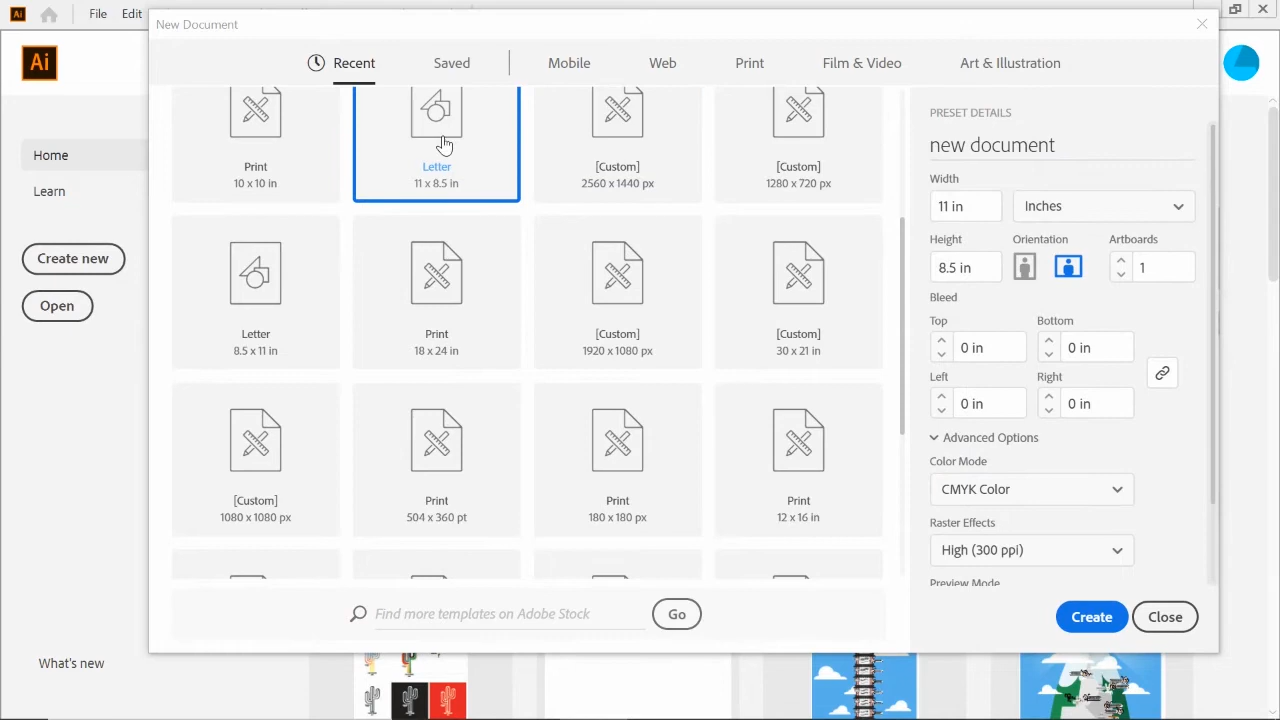 Ai
File
Edit
New Document
Ai
Recent
Saved
Mobile
Web
Print
Film & Video
Art & Illustration
Home
Learn
Create new
Open
What's new
Print
10 x 10 in
Letter
11 x 8.5 in
[Custom]
2560 x 1440 px
[Custom]
1280 x 720 px
Letter
8.5 x 11 in
Print
18 x 24 in
[Custom]
1920 x 1080 px
[Custom]
30 x 21 in
[Custom]
1080 x 1080 px
Print
504 x 360 pt
Print
180 x 180 px
Print
12 x 16 in
Find more templates on Adobe Stock
Go
PRESET DETAILS
new document
Width
11 in
Inches
Height
Orientation
Artboards
8.5 in
1
Bleed
Top
Bottom
0 in
0 in
Left
Right
0 in
0 in
Advanced Options
Color Mode
CMYK Color
Raster Effects
High (300 ppi)
Preview Mode
Create
Close